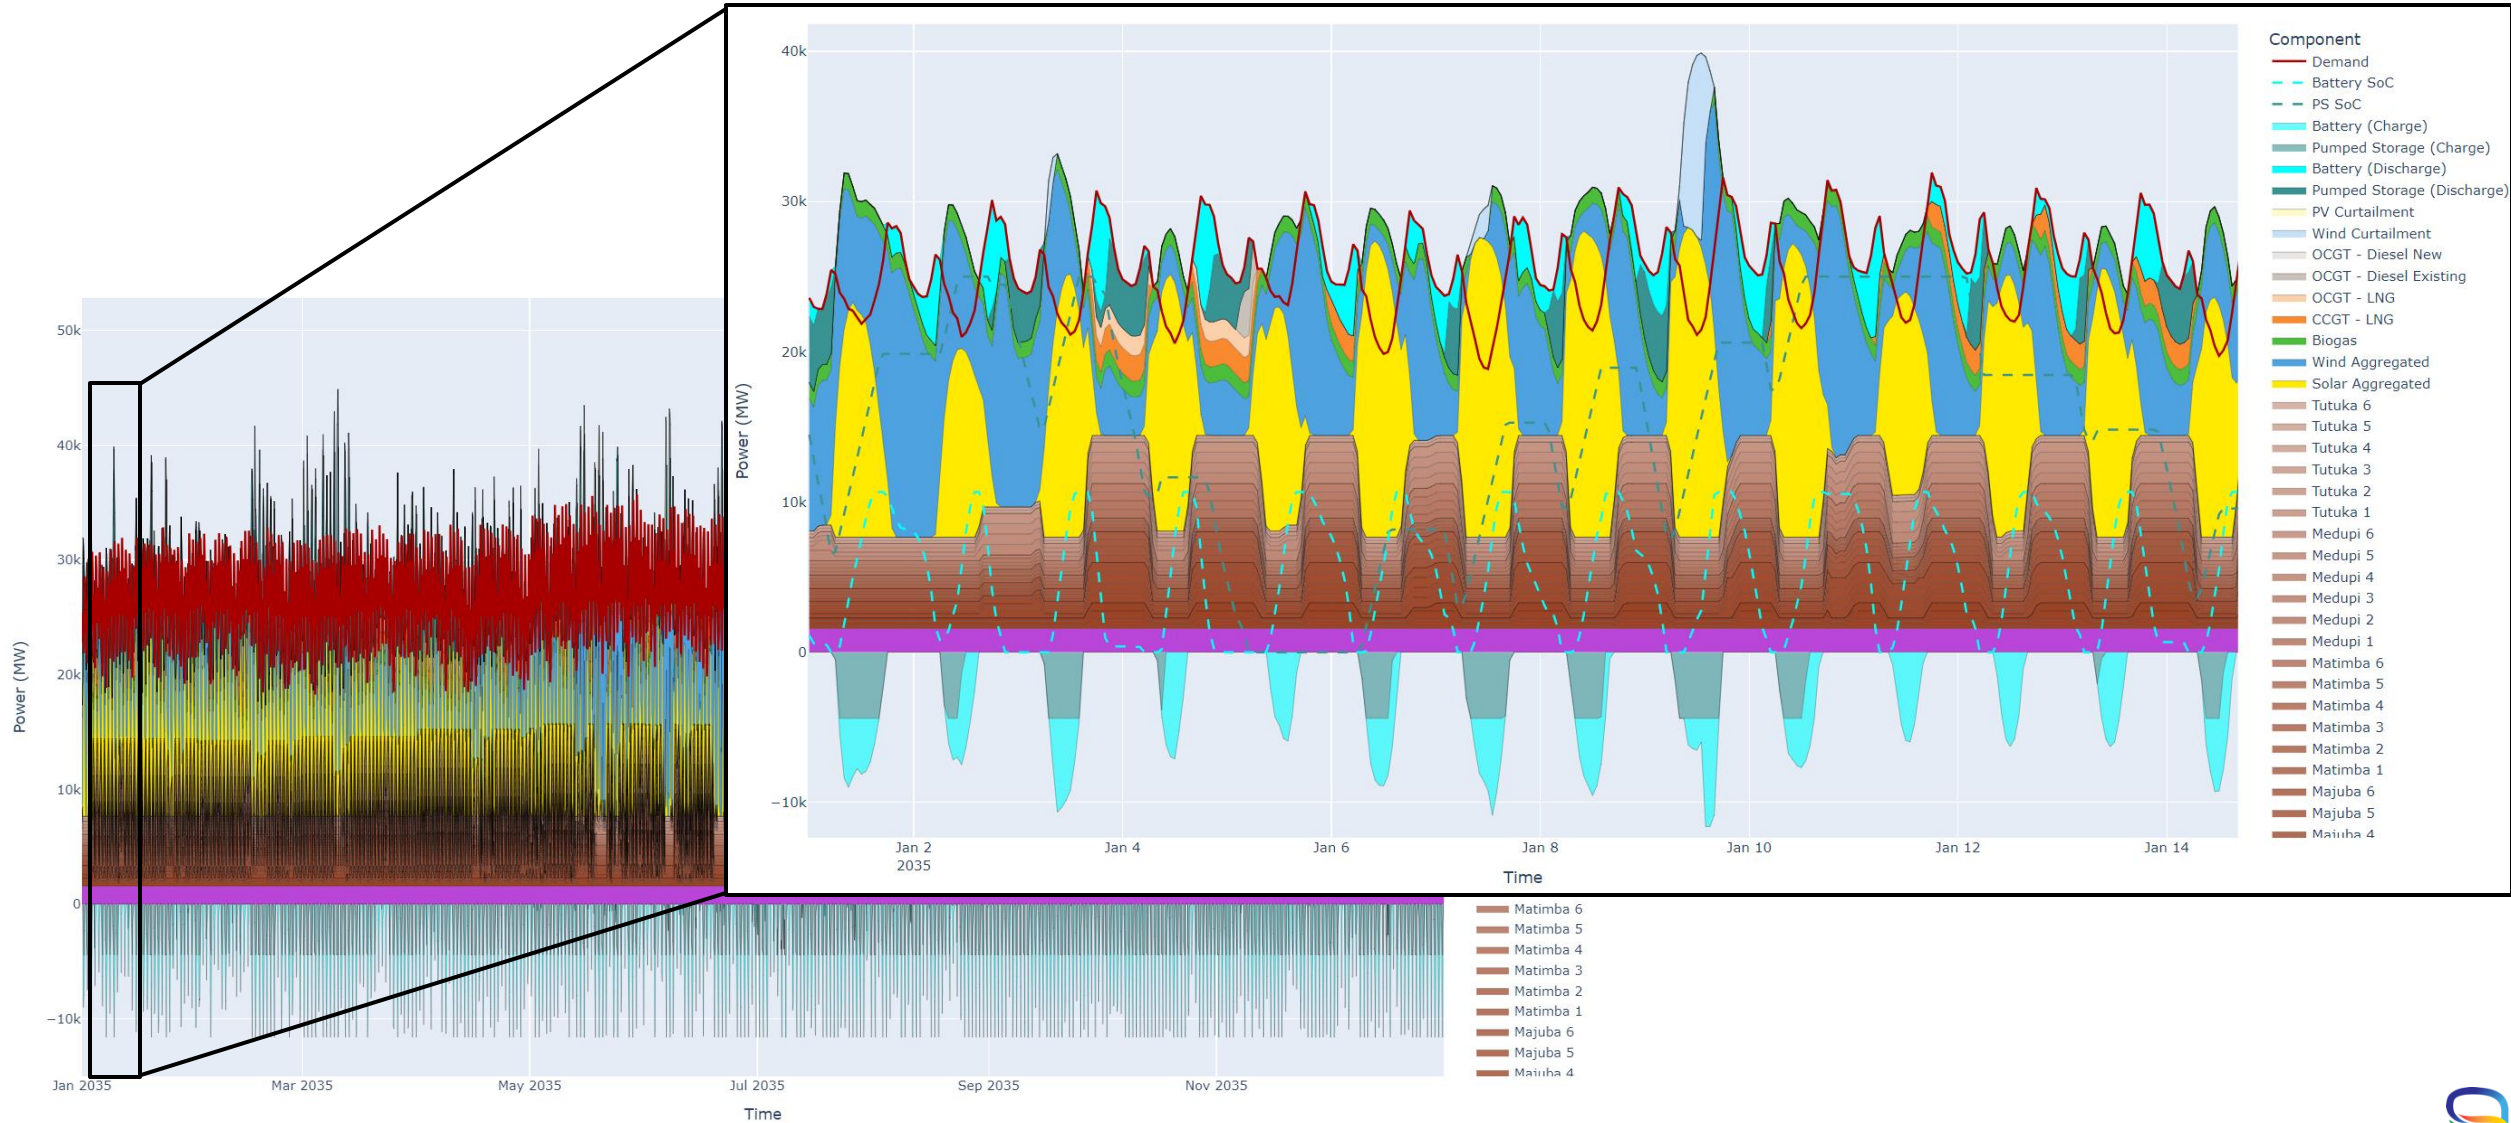 40k
30k
20k
10k
0
−10k
Power (MW)
Jan 2
2035
Jan 4
Jan 6
Jan 8
Jan 10
Jan 12
Jan 14
Time
Component
Demand
Battery SoC
PS SoC
Battery (Charge)
Pumped Storage (Charge)
Battery (Discharge)
Pumped Storage (Discharge)
PV Curtailment
Wind Curtailment
OCGT - Diesel New
OCGT - Diesel Existing
OCGT - LNG
CCGT - LNG
Biogas
Wind Aggregated
Solar Aggregated
Tutuka 6
Tutuka 5
Tutuka 4
Tutuka 3
Tutuka 2
Tutuka 1
Medupi 6
Medupi 5
Medupi 4
Medupi 3
Medupi 2
Medupi 1
Matimba 6
Matimba 5
Matimba 4
Matimba 3
Matimba 2
Matimba 1
Majuba 6
Majuba 5
Majuba 4
50k
40k
30k
20k
10k
0
−10k
Power (MW)
Jan 2035
Mar 2035
May 2035
Jul 2035
Sep 2035
Nov 2035
Time
Matimba 6
Matimba 5
Matimba 4
Matimba 3
Matimba 2
Matimba 1
Majuba 6
Majuba 5
Majuba 4